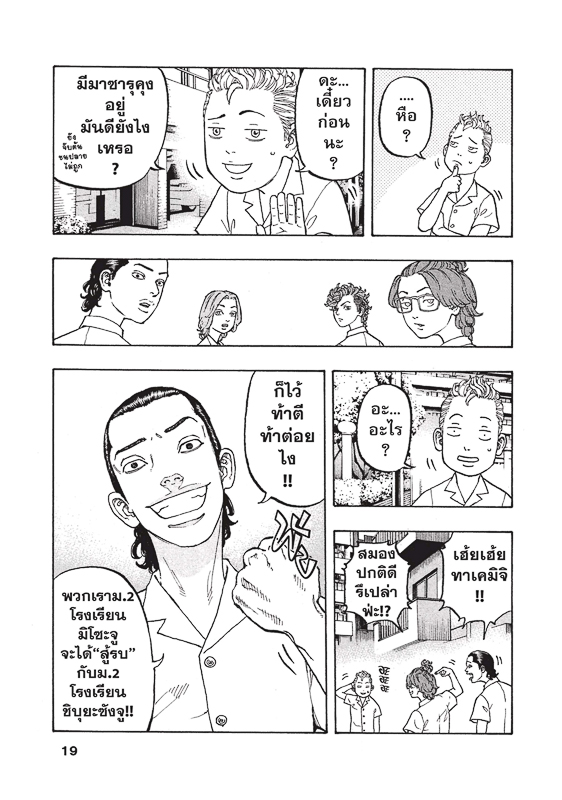 ....
หือ
?
ดะ...
เดี๋ยว
ก่อน
นะ
?
มีมาซารุคุง
อยู่
มันดียังไง
เหรอ
?
ยัง
จับต้น
ชนปลาย
ไม่ถูก
อะ...
อะไร
?
ก็ไว้
ท้าตี
ท้าต่อย
ไง
!!
พวกเราม.2
โรงเรียน
มิโซะจู
จะได้“สู้รบ”
กับม.2
โรงเรียน
ชิบุยะซังจู!!
เฮ้ยเฮ้ย
ทาเคมิจิ
!!
สมอง
ปกติดี
รึเปล่า
ฟะ!?
19